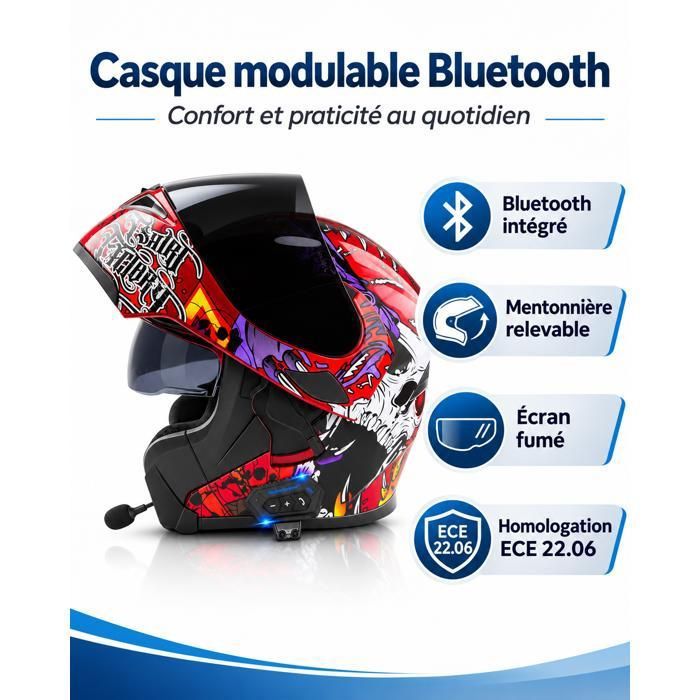 Casque modulable Bluetooth
Confort et praticité au quotidien
Bluetooth
intégré
Mentonnière
relevable
Écran
fumé
ECE
22.06
Homologation
ECE 22.06